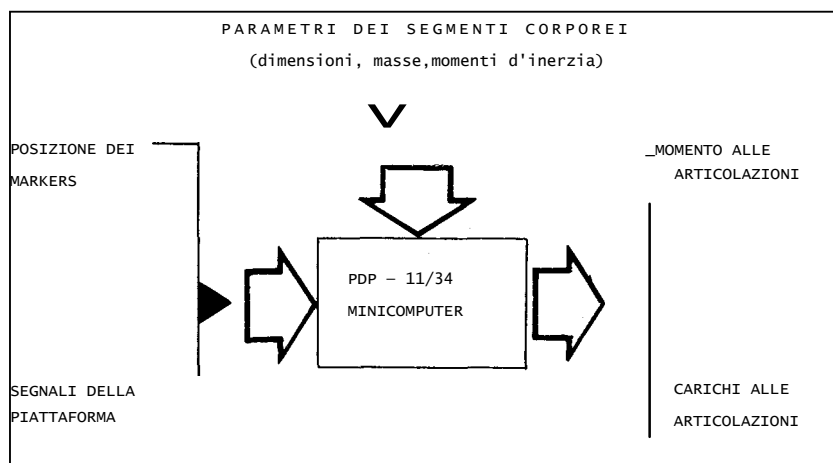 PARAMETRI DEI SEGMENTI CORPOREI
(dimensioni, masse,momenti d'inerzia)
POSIZIONE DEI
MARKERS
_MOMENTO ALLE
ARTICOLAZIONI
PDP – 11/34
MINICOMPUTER
SEGNALI DELLA
PIATTAFORMA
CARICHI ALLE
ARTICOLAZIONI